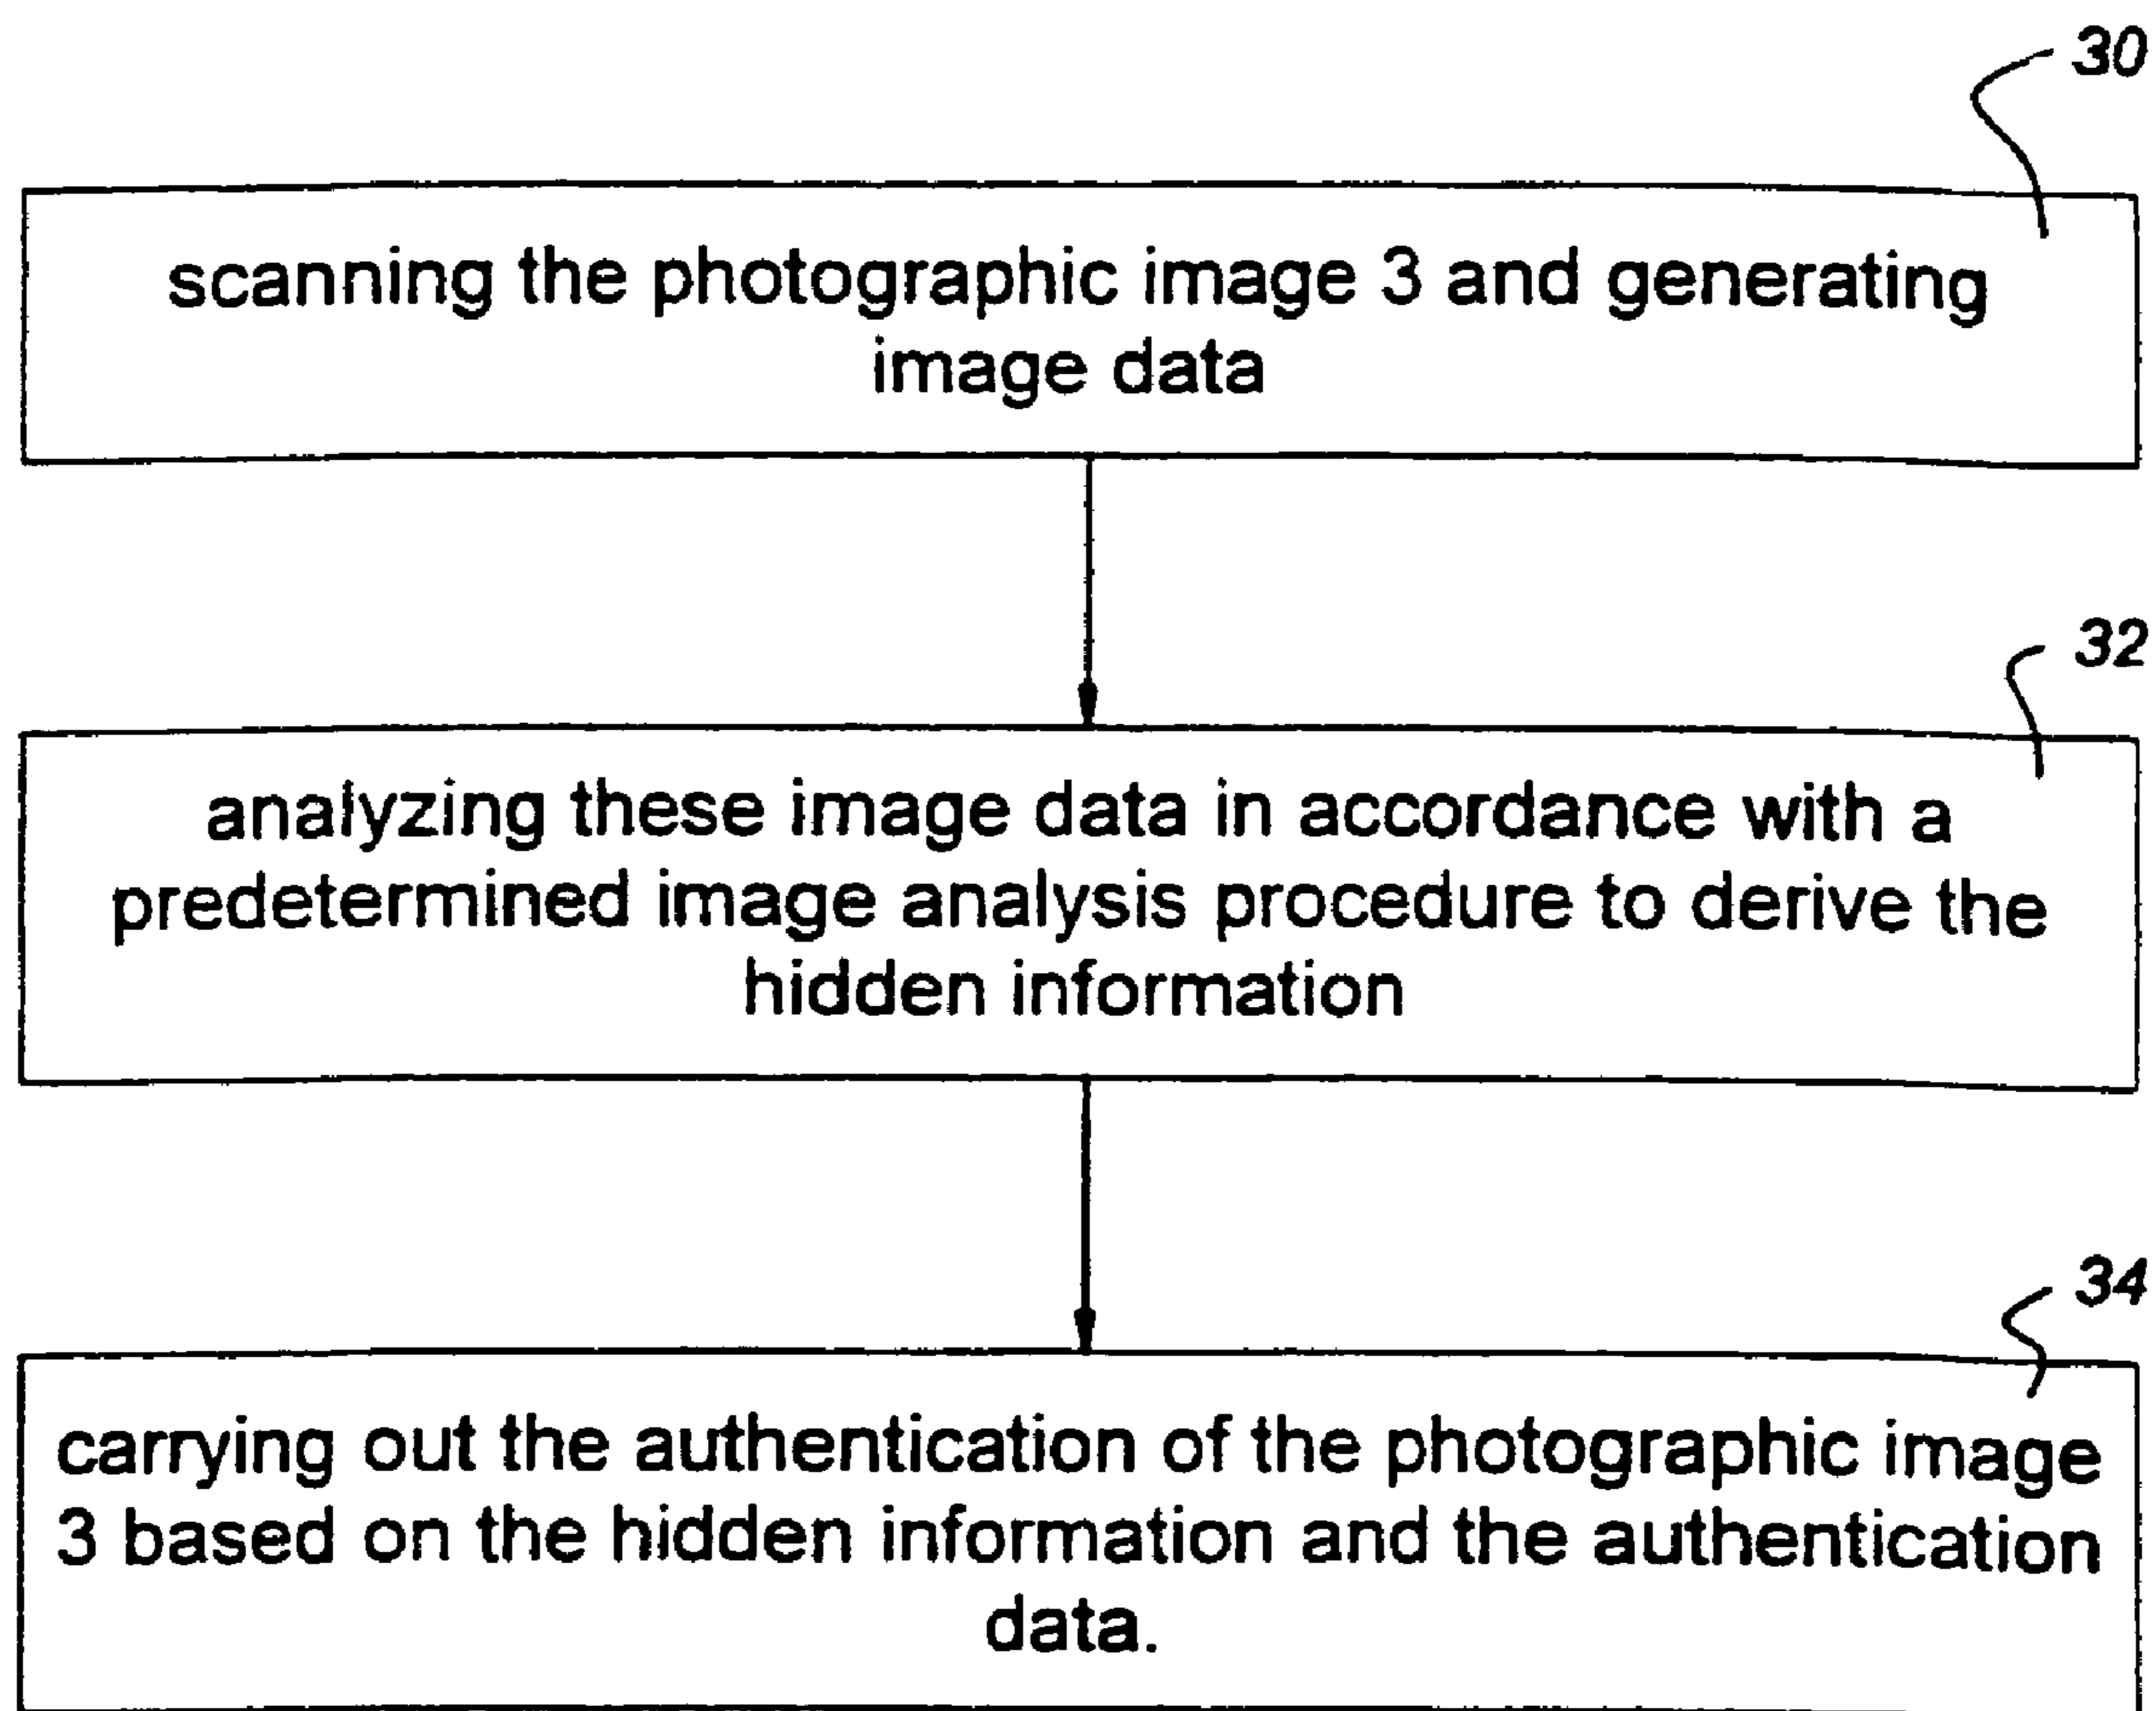 30
scanning the photographic image 3 and generating
image data
32
analyzing these image data in accordance with a
predetermined image analysis procedure to derive the
hidden information
34
carrying out the authentication of the photographic image
3 based on the hidden information and the authentication
data.